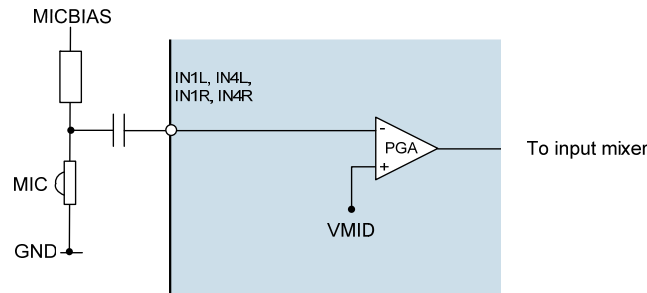 MICBIAS
IN1L, IN4L,
IN1R, IN4R
-
PGA
+
To input mixer
MIC
VMID
GND